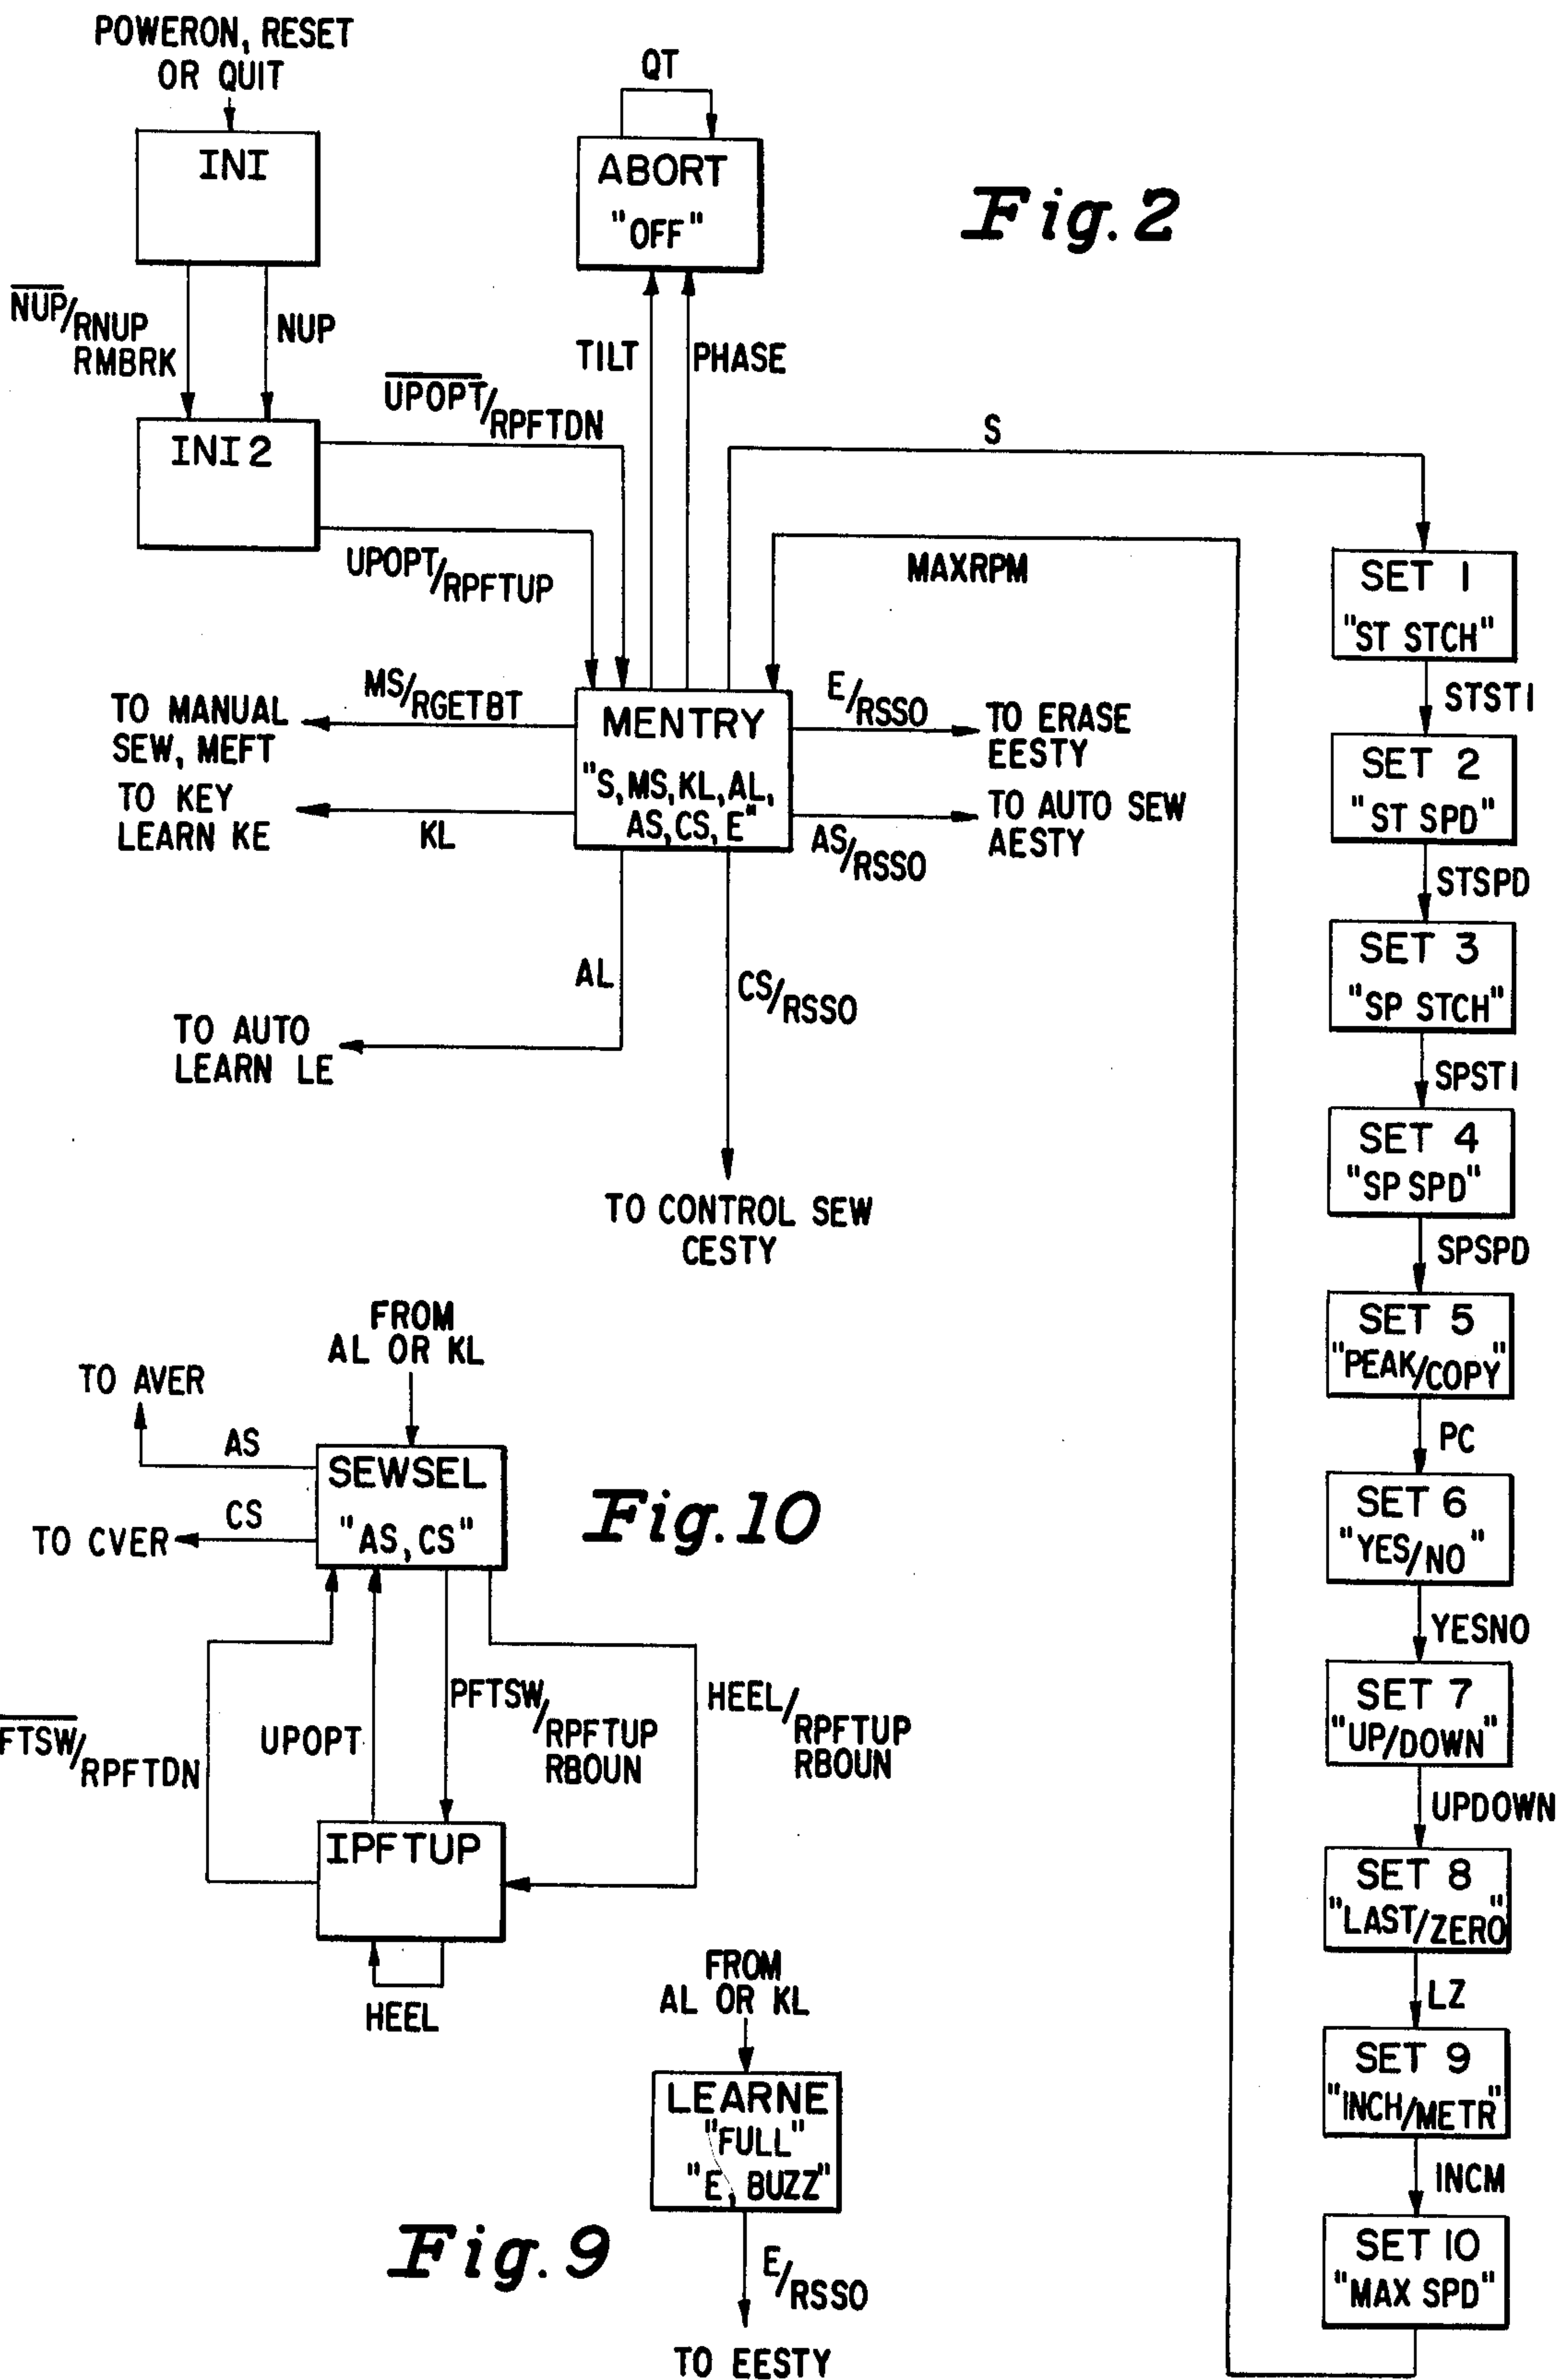 POWERON, RESET
OR QUIT
INI
N̅U̅P̅/RNUP
RMBRK
NUP
INI2
U̅P̅O̅P̅T̅/RPFTDN
UPOPT/RPFTUP
QT
ABORT
"OFF"
TILT
PHASE
Fig. 2
S
MAXRPM
MENTRY
"S, MS, KL, AL,
AS, CS, E"
MS/RGETBT
TO MANUAL
SEW, MEFT
TO KEY
LEARN KE
KL
E/RSSO
TO ERASE
EESTY
TO AUTO SEW
AESTY
AS/RSSO
AL
TO AUTO
LEARN LE
CS/RSSO
TO CONTROL SEW
CESTY
SET 1
"ST STCH"
STSTI
SET 2
"ST SPD"
STSPD
SET 3
"SP STCH"
SPSTI
SET 4
"SP SPD"
SPSPD
SET 5
"PEAK/COPY"
PC
SET 6
"YES/NO"
YESNO
SET 7
"UP/DOWN"
UPDOWN
SET 8
"LAST/ZERO"
LZ
SET 9
"INCH/METR"
INCM
SET 10
"MAX SPD"
FROM
AL OR KL
TO AVER
AS
SEWSEL
"AS, CS"
TO CVER
CS
Fig. 10
F̅T̅S̅W̅/RPFTDN
UPOPT
PFTSW/RPFTUP
RBOUN
HEEL/RPFTUP
RBOUN
IPFTUP
HEEL
FROM
AL OR KL
LEARNE
"FULL"
"E, BUZZ"
Fig. 9
E/RSSO
TO EESTY